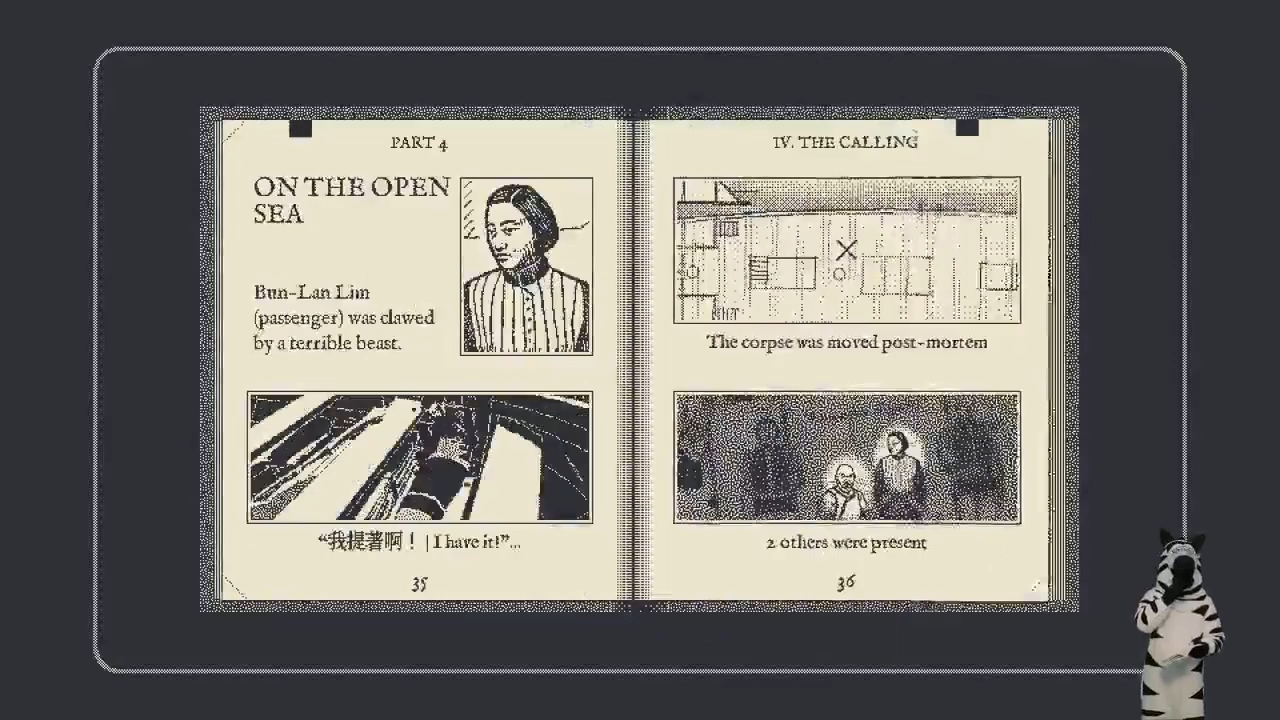 PART 4
ON THE OPEN
SEA
Bun-Lan Lim
(passenger) was clawed
by a terrible beast.
“我提著啊！ | I have it!”...
35
IV. THE CALLING
The corpse was moved post-mortem
2 others were present
36